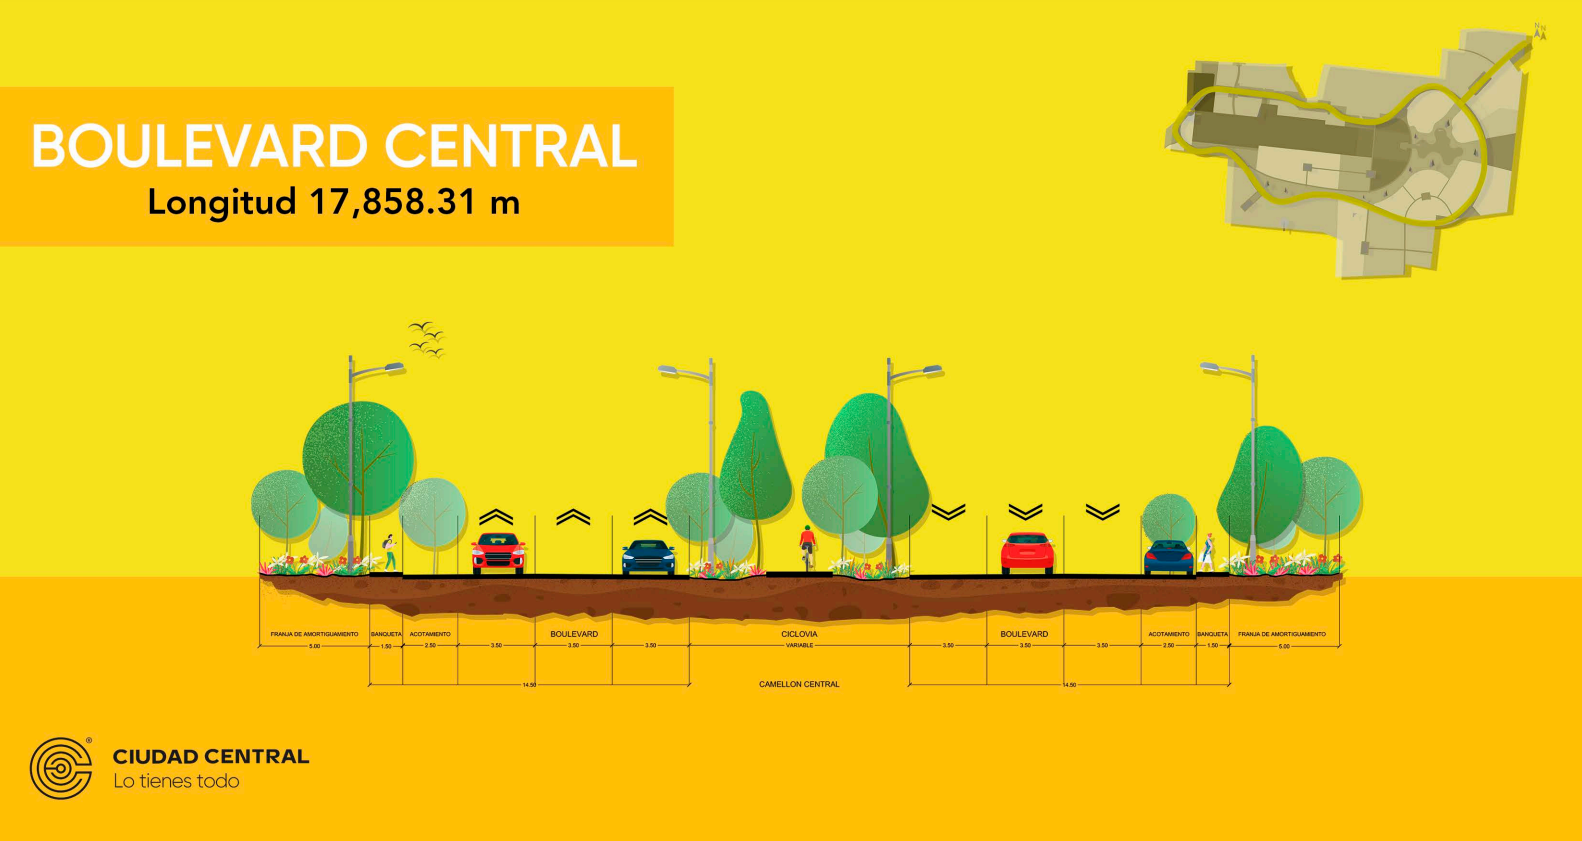 N N
BOULEVARD CENTRAL
Longitud 17,858.31 m
FRANJA DE AMORTIGUAMIENTO BANQUETA ACOTAMIENTO BOULEVARD CICLOVIA BOULEVARD ACOTAMIENTO BANQUETA FRANJA DE AMORTIGUAMIENTO
5.00 1.50 2.50 3.50 3.50 3.50 VARIABLE 3.50 3.50 3.50 2.50 1.50 5.00
14.50 CAMELLON CENTRAL 14.50
®
CIUDAD CENTRAL
Lo tienes todo